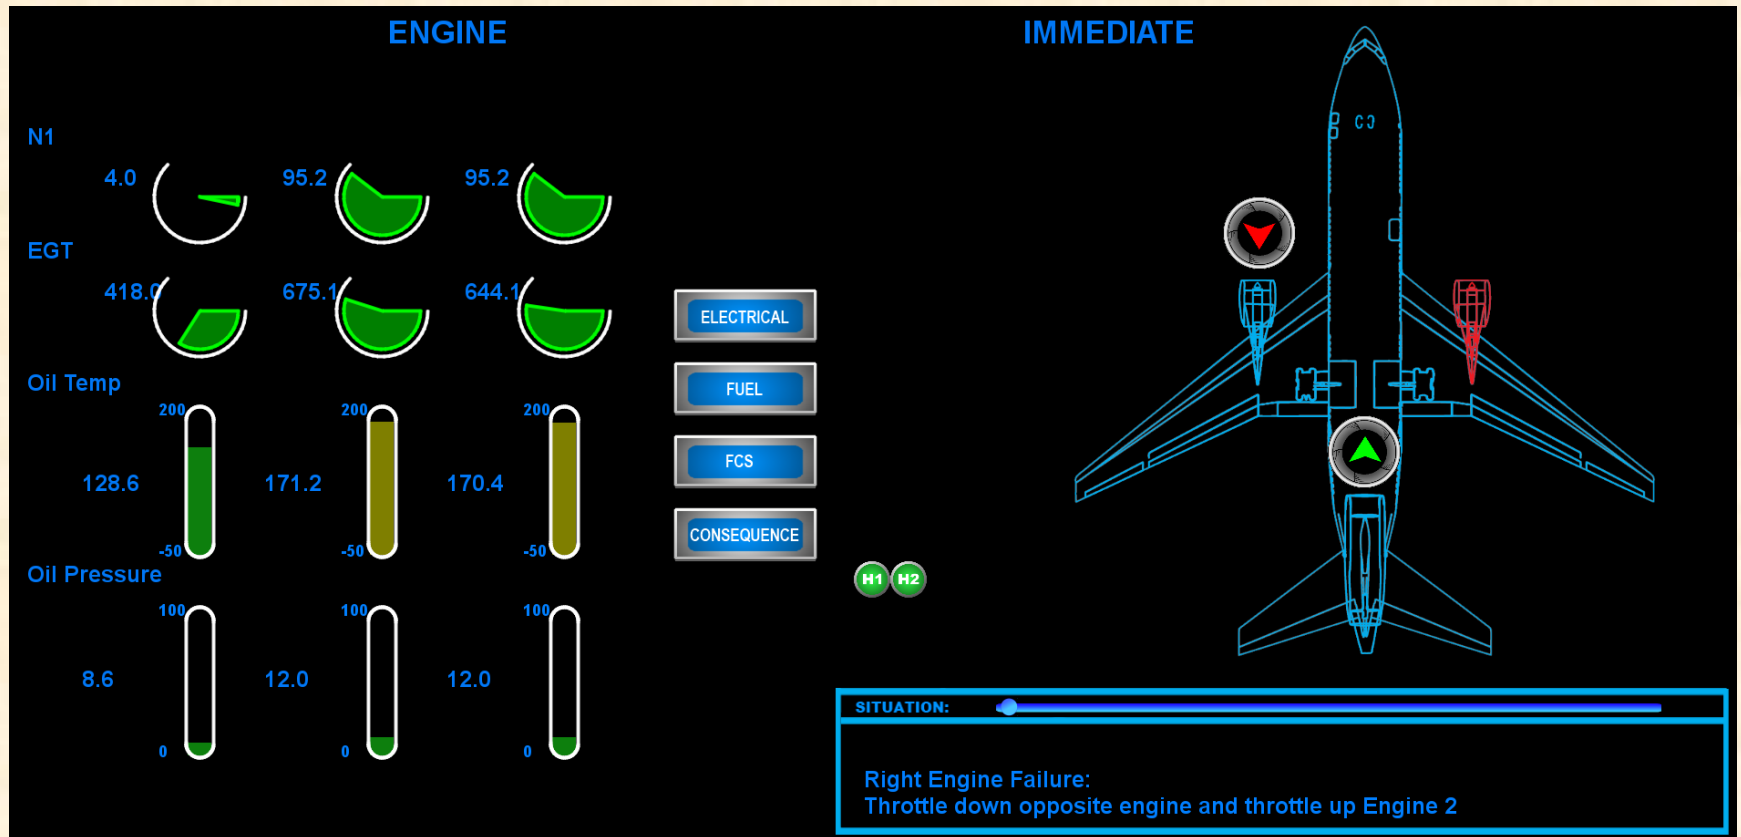 ENGINE
IMMEDIATE
N1
4.0
95.2
95.2
EGT
418.0
675.1
644.1
ELECTRICAL
FUEL
FCS
CONSEQUENCE
Oil Temp
200
200
200
128.6
171.2
170.4
-50
-50
-50
H1 H2
Oil Pressure
100
100
100
8.6
12.0
12.0
0
0
0
SITUATION:
Right Engine Failure:
Throttle down opposite engine and throttle up Engine 2